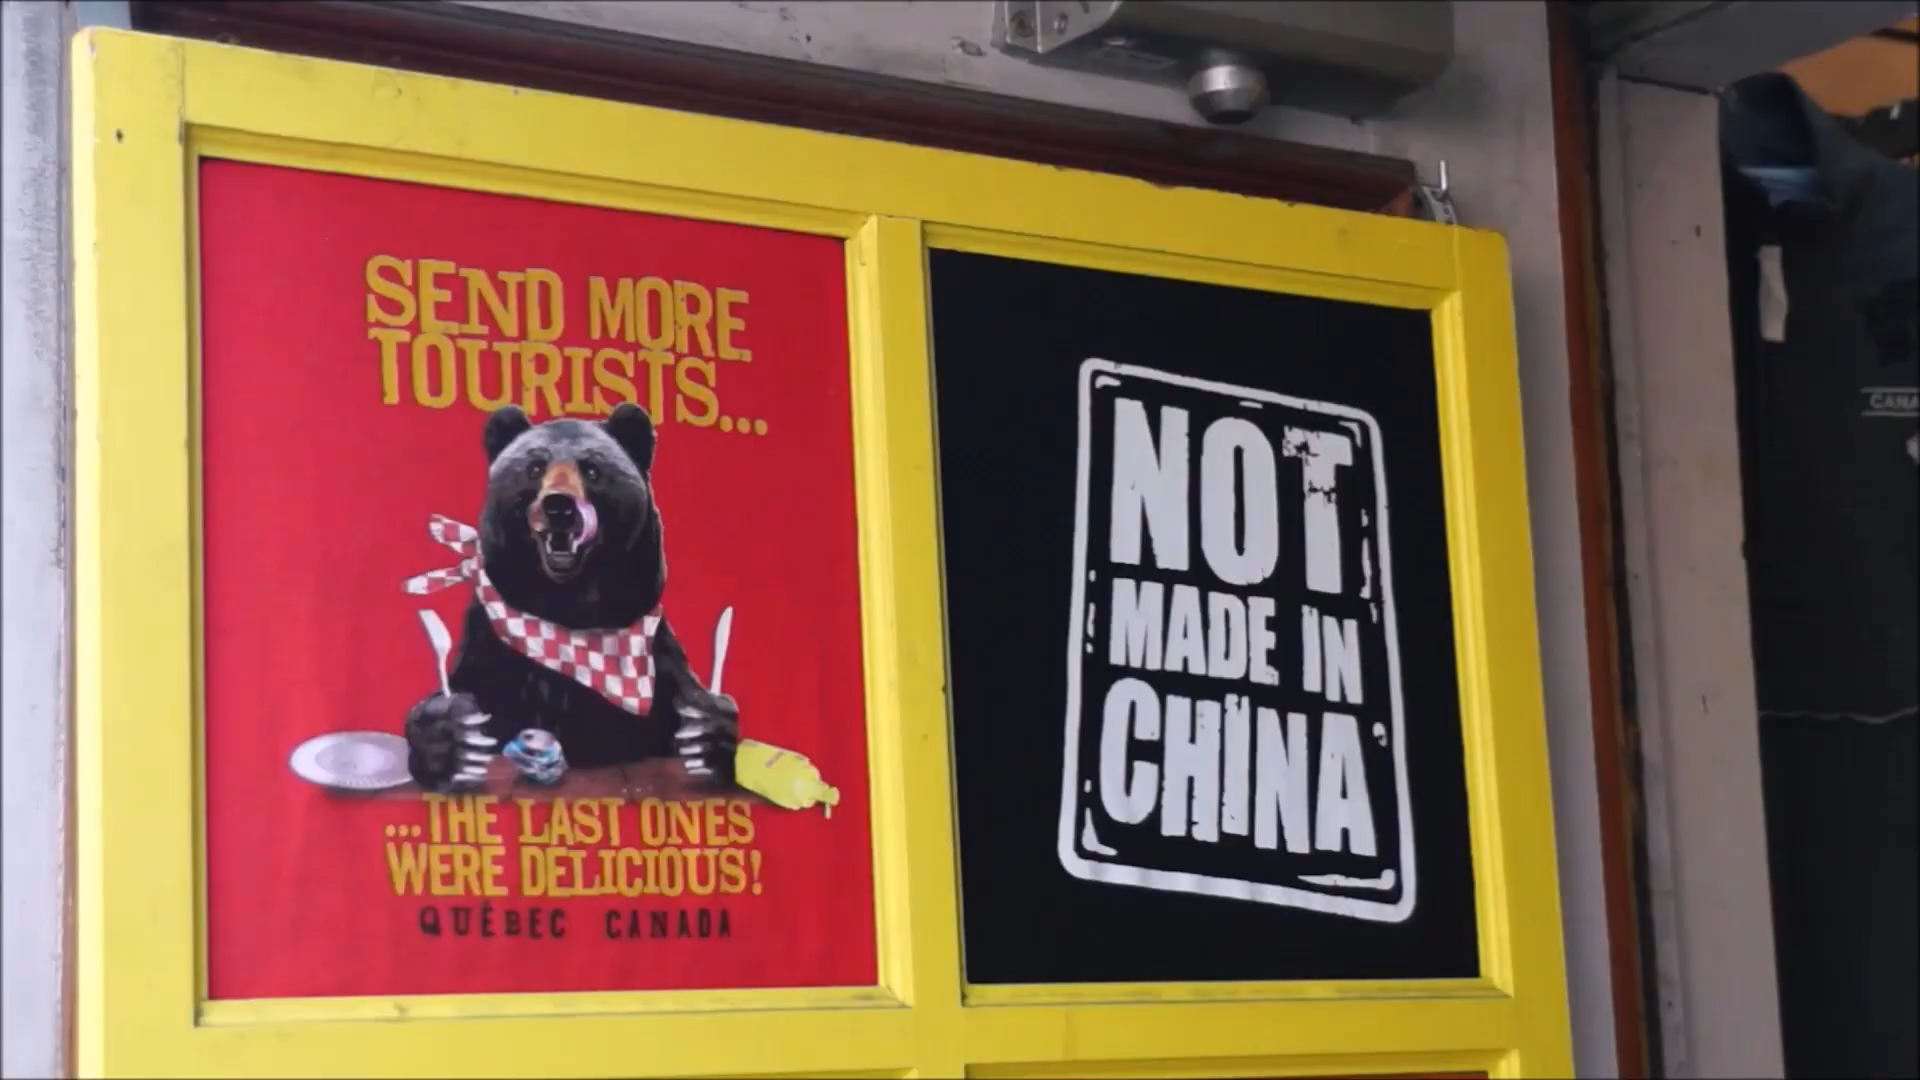 SEND MORE
TOURISTS...
...THE LAST ONES
WERE DELICIOUS!
QUÉBEC CANADA
NOT
MADE IN
CHINA